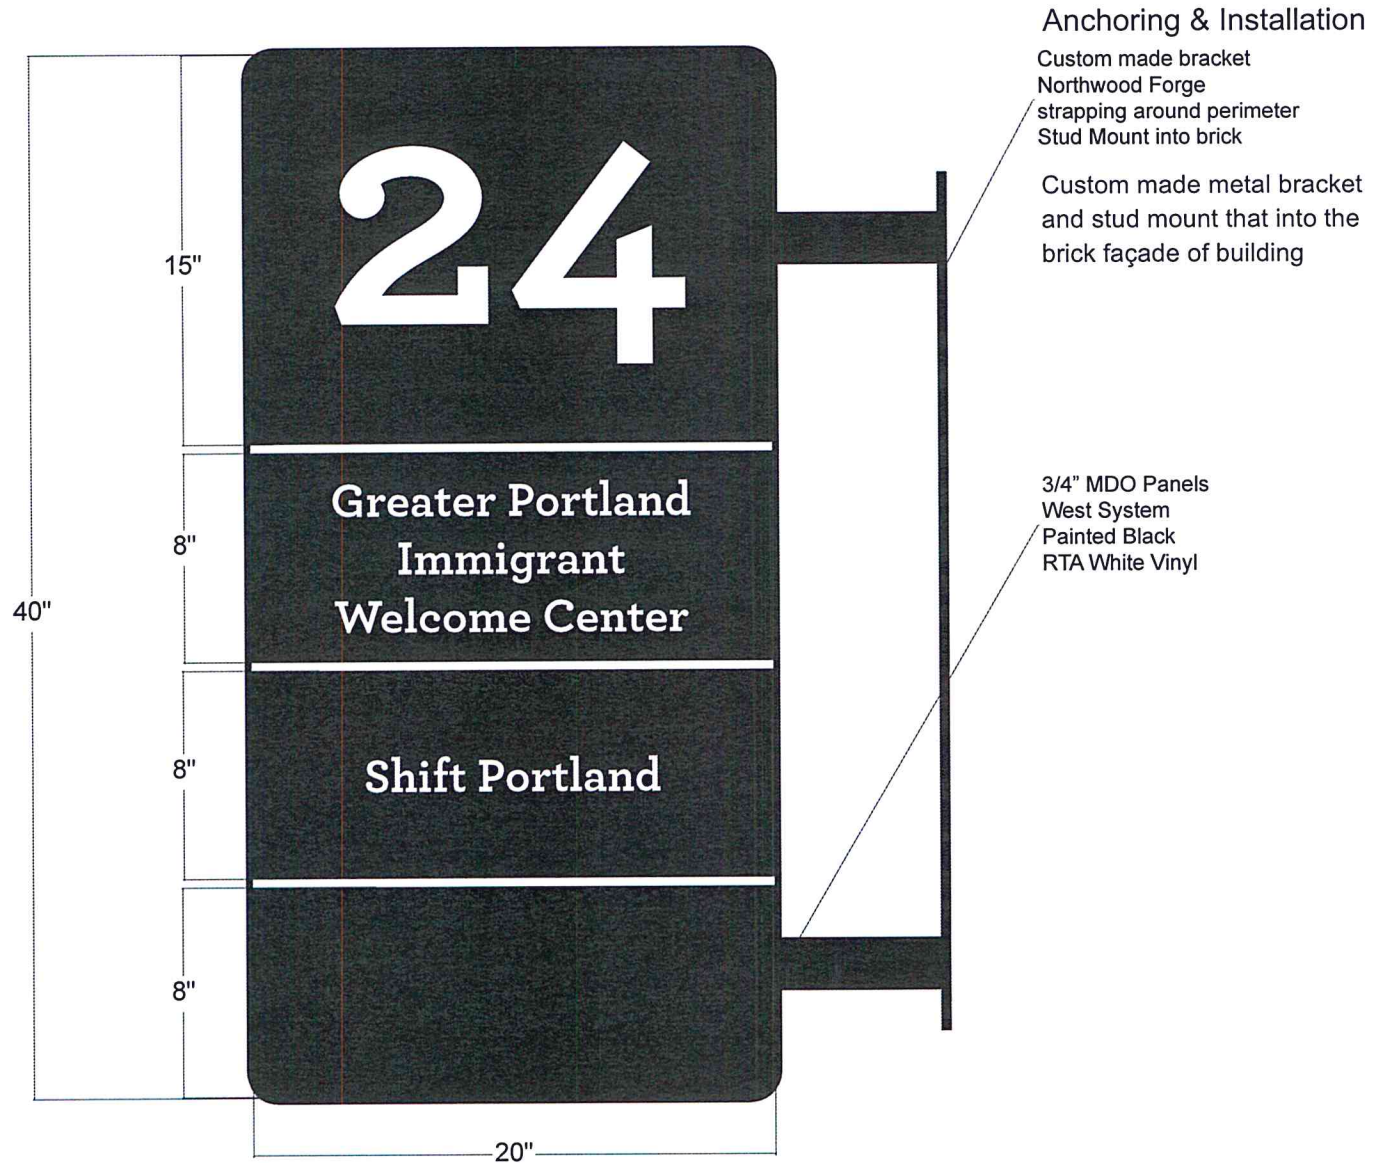 Anchoring & Installation
Custom made bracket
Northwood Forge
strapping around perimeter
Stud Mount into brick
Custom made metal bracket
and stud mount that into the
brick façade of building
24
15"
Greater Portland
Immigrant
Welcome Center
8"
3/4” MDO Panels
West System
Painted Black
RTA White Vinyl
40"
Shift Portland
8"
8"
20"